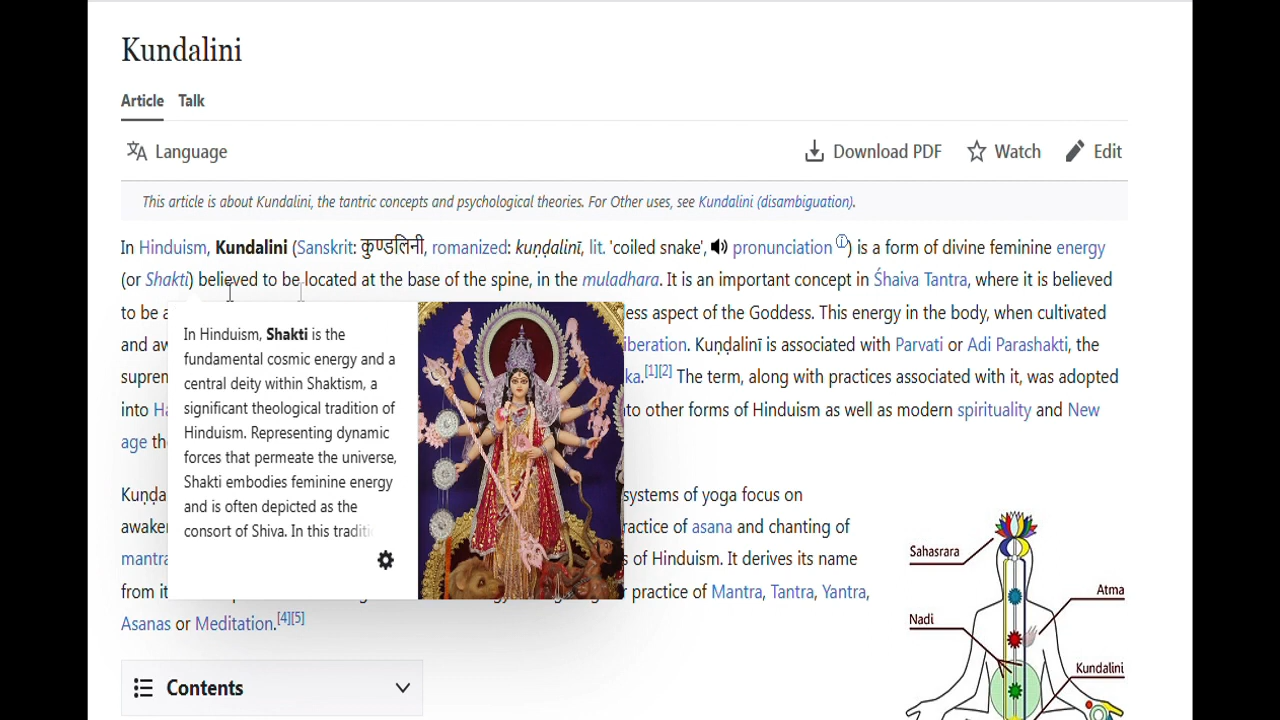 Kundalini
Article Talk
Language Download PDF Watch Edit
This article is about Kundalini, the tantric concepts and psychological theories. For Other uses, see Kundalini (disambiguation).
In Hinduism, Kundalini (Sanskrit: कुण्डलिनी, romanized: kuṇḍalinī, lit. 'coiled snake', pronunciation ⓘ) is a form of divine feminine energy
(or Shakti) believed to be located at the base of the spine, in the muladhara. It is an important concept in Śhaiva Tantra, where it is believed
to be a
less aspect of the Goddess. This energy in the body, when cultivated
and aw
iberation. Kuṇḍalinī is associated with Parvati or Adi Parashakti, the
suprem
ka.[1][2] The term, along with practices associated with it, was adopted
into Ha
nto other forms of Hinduism as well as modern spirituality and New
age th
In Hinduism, Shakti is the
fundamental cosmic energy and a
central deity within Shaktism, a
significant theological tradition of
Hinduism. Representing dynamic
forces that permeate the universe,
Shakti embodies feminine energy
and is often depicted as the
consort of Shiva. In this traditi
Kuṇḍa
systems of yoga focus on
awaker
ractice of asana and chanting of
mantra
s of Hinduism. It derives its name
from it
r practice of Mantra, Tantra, Yantra,
Asanas or Meditation.[4][5]
Contents
Sahasrara
Atma
Nadi
Kundalini